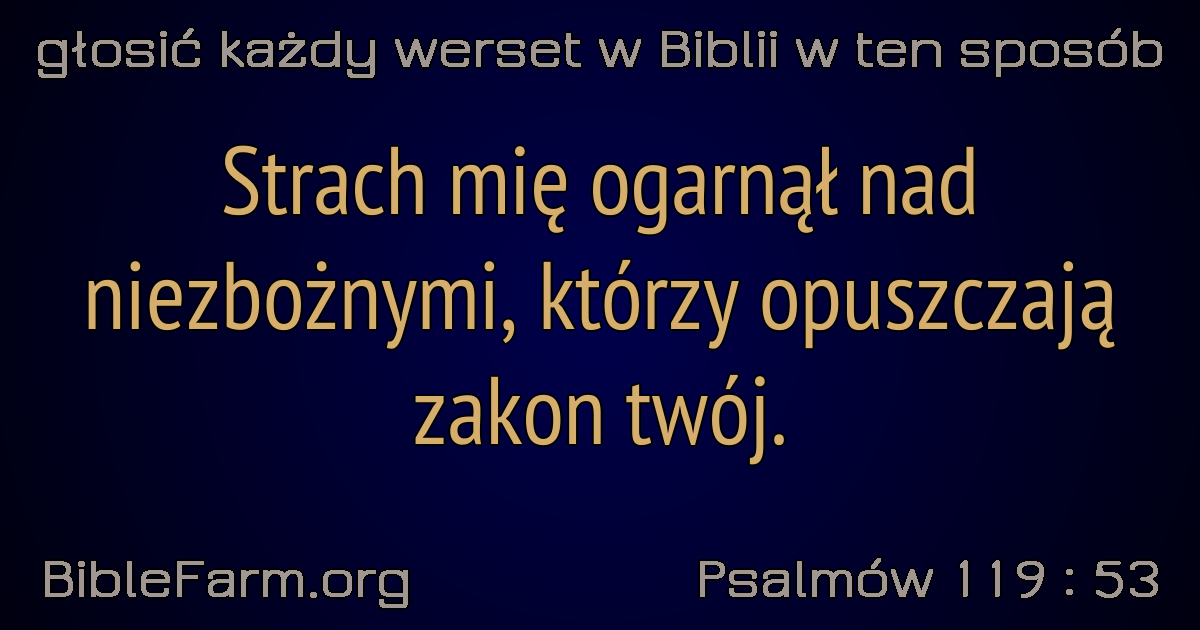 głosić każdy werset w Biblii w ten sposób
Strach mię ogarnął nad
niezbożnymi, którzy opuszczają
zakon twój.
BibleFarm.org
Psalmów 119 : 53